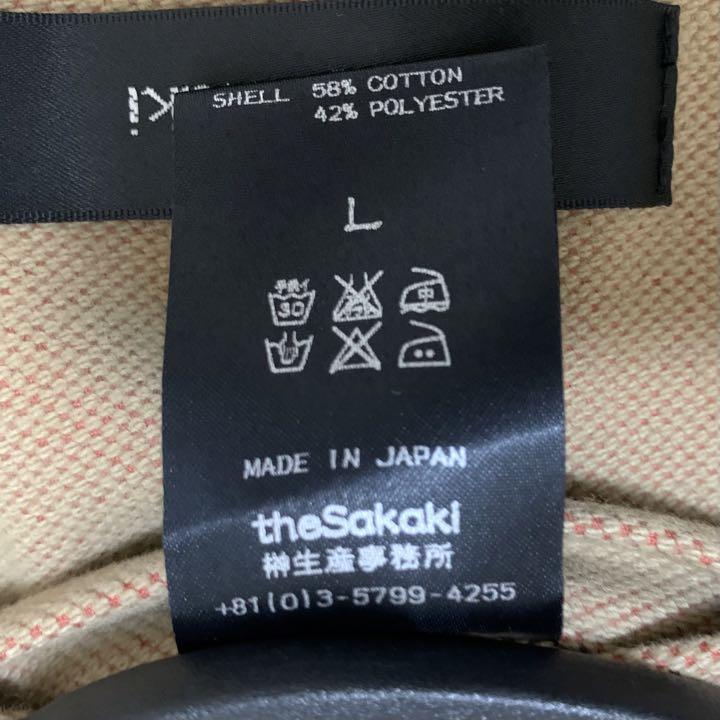 SHELL 58% COTTON
42% POLYESTER
L
手洗イ 30 中
MADE IN JAPAN
theSakaki
榊生産事務所
+81(0)3-5799-4255